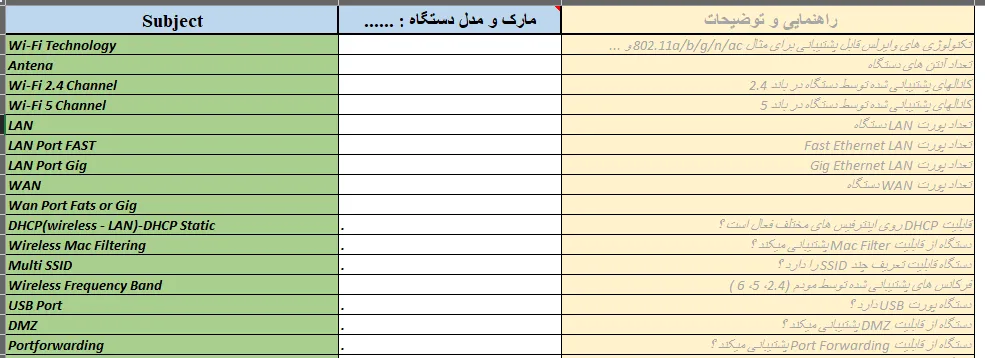 Subject مارک و مدل دستگاه : ...... راهنمایی و توضیحات
Wi-Fi Technology تکنولوژی های وایرلس قابل پشتیبانی برای مثال 802.11a/b/g/n/ac و ...
Antena تعداد آنتن های دستگاه
Wi-Fi 2.4 Channel کانالهای پشتیبانی شده توسط دستگاه در باند 2.4
Wi-Fi 5 Channel کانالهای پشتیبانی شده توسط دستگاه در باند 5
LAN تعداد پورت LAN دستگاه
LAN Port FAST تعداد پورت Fast Ethernet LAN
LAN Port Gig تعداد پورت Gig Ethernet LAN
WAN تعداد پورت WAN دستگاه
Wan Port Fats or Gig
DHCP(wireless - LAN)-DHCP Static . قابلیت DHCP روی اینترفیس های مختلف فعال است ؟
Wireless Mac Filtering . دستگاه از قابلیت Mac Filter پشتیبانی میکند ؟
Multi SSID . دستگاه قابلیت تعریف چند SSID را دارد ؟
Wireless Frequency Band فرکانس های پشتیبانی شده توسط مودم (2.4، 5، 6 )
USB Port . دستگاه پورت USB دارد ؟
DMZ . دستگاه از قابلیت DMZ پشتیبانی میکند ؟
Portforwarding . دستگاه از قابلیت Port Forwarding پشتیبانی میکند ؟